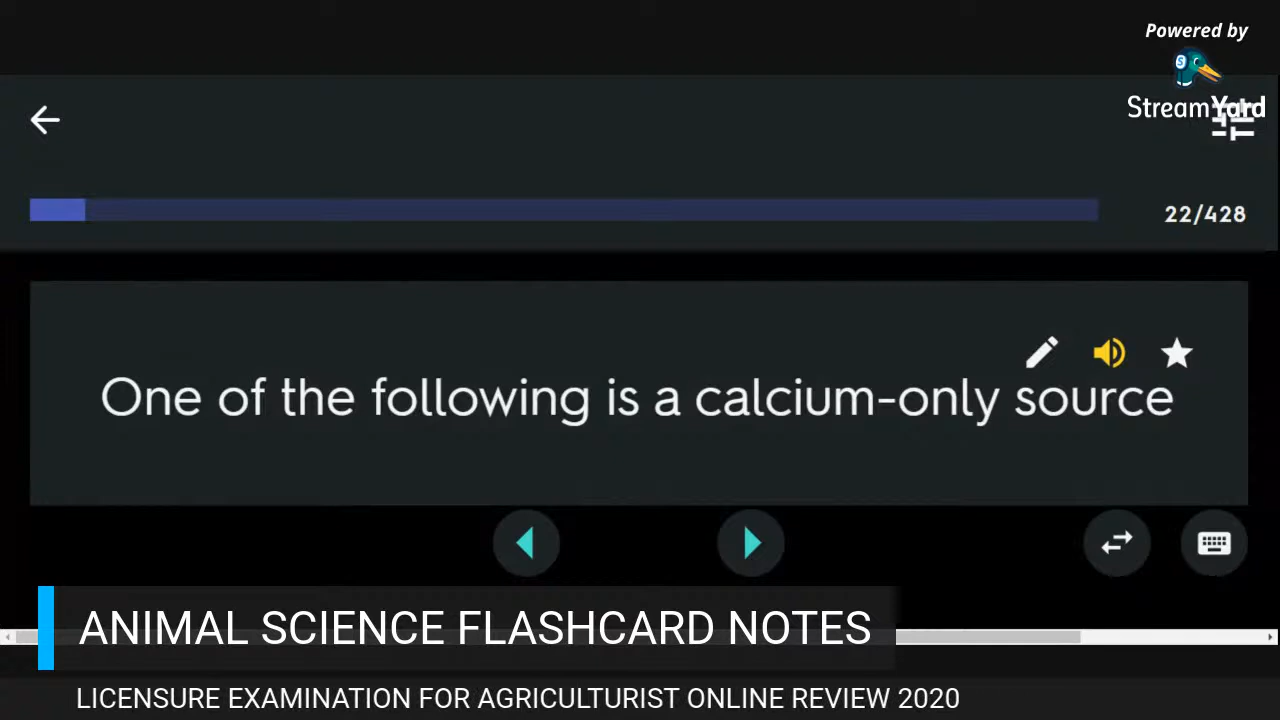 Powered by
StreamYard
22/428
One of the following is a calcium-only source
ANIMAL SCIENCE FLASHCARD NOTES
LICENSURE EXAMINATION FOR AGRICULTURIST ONLINE REVIEW 2020